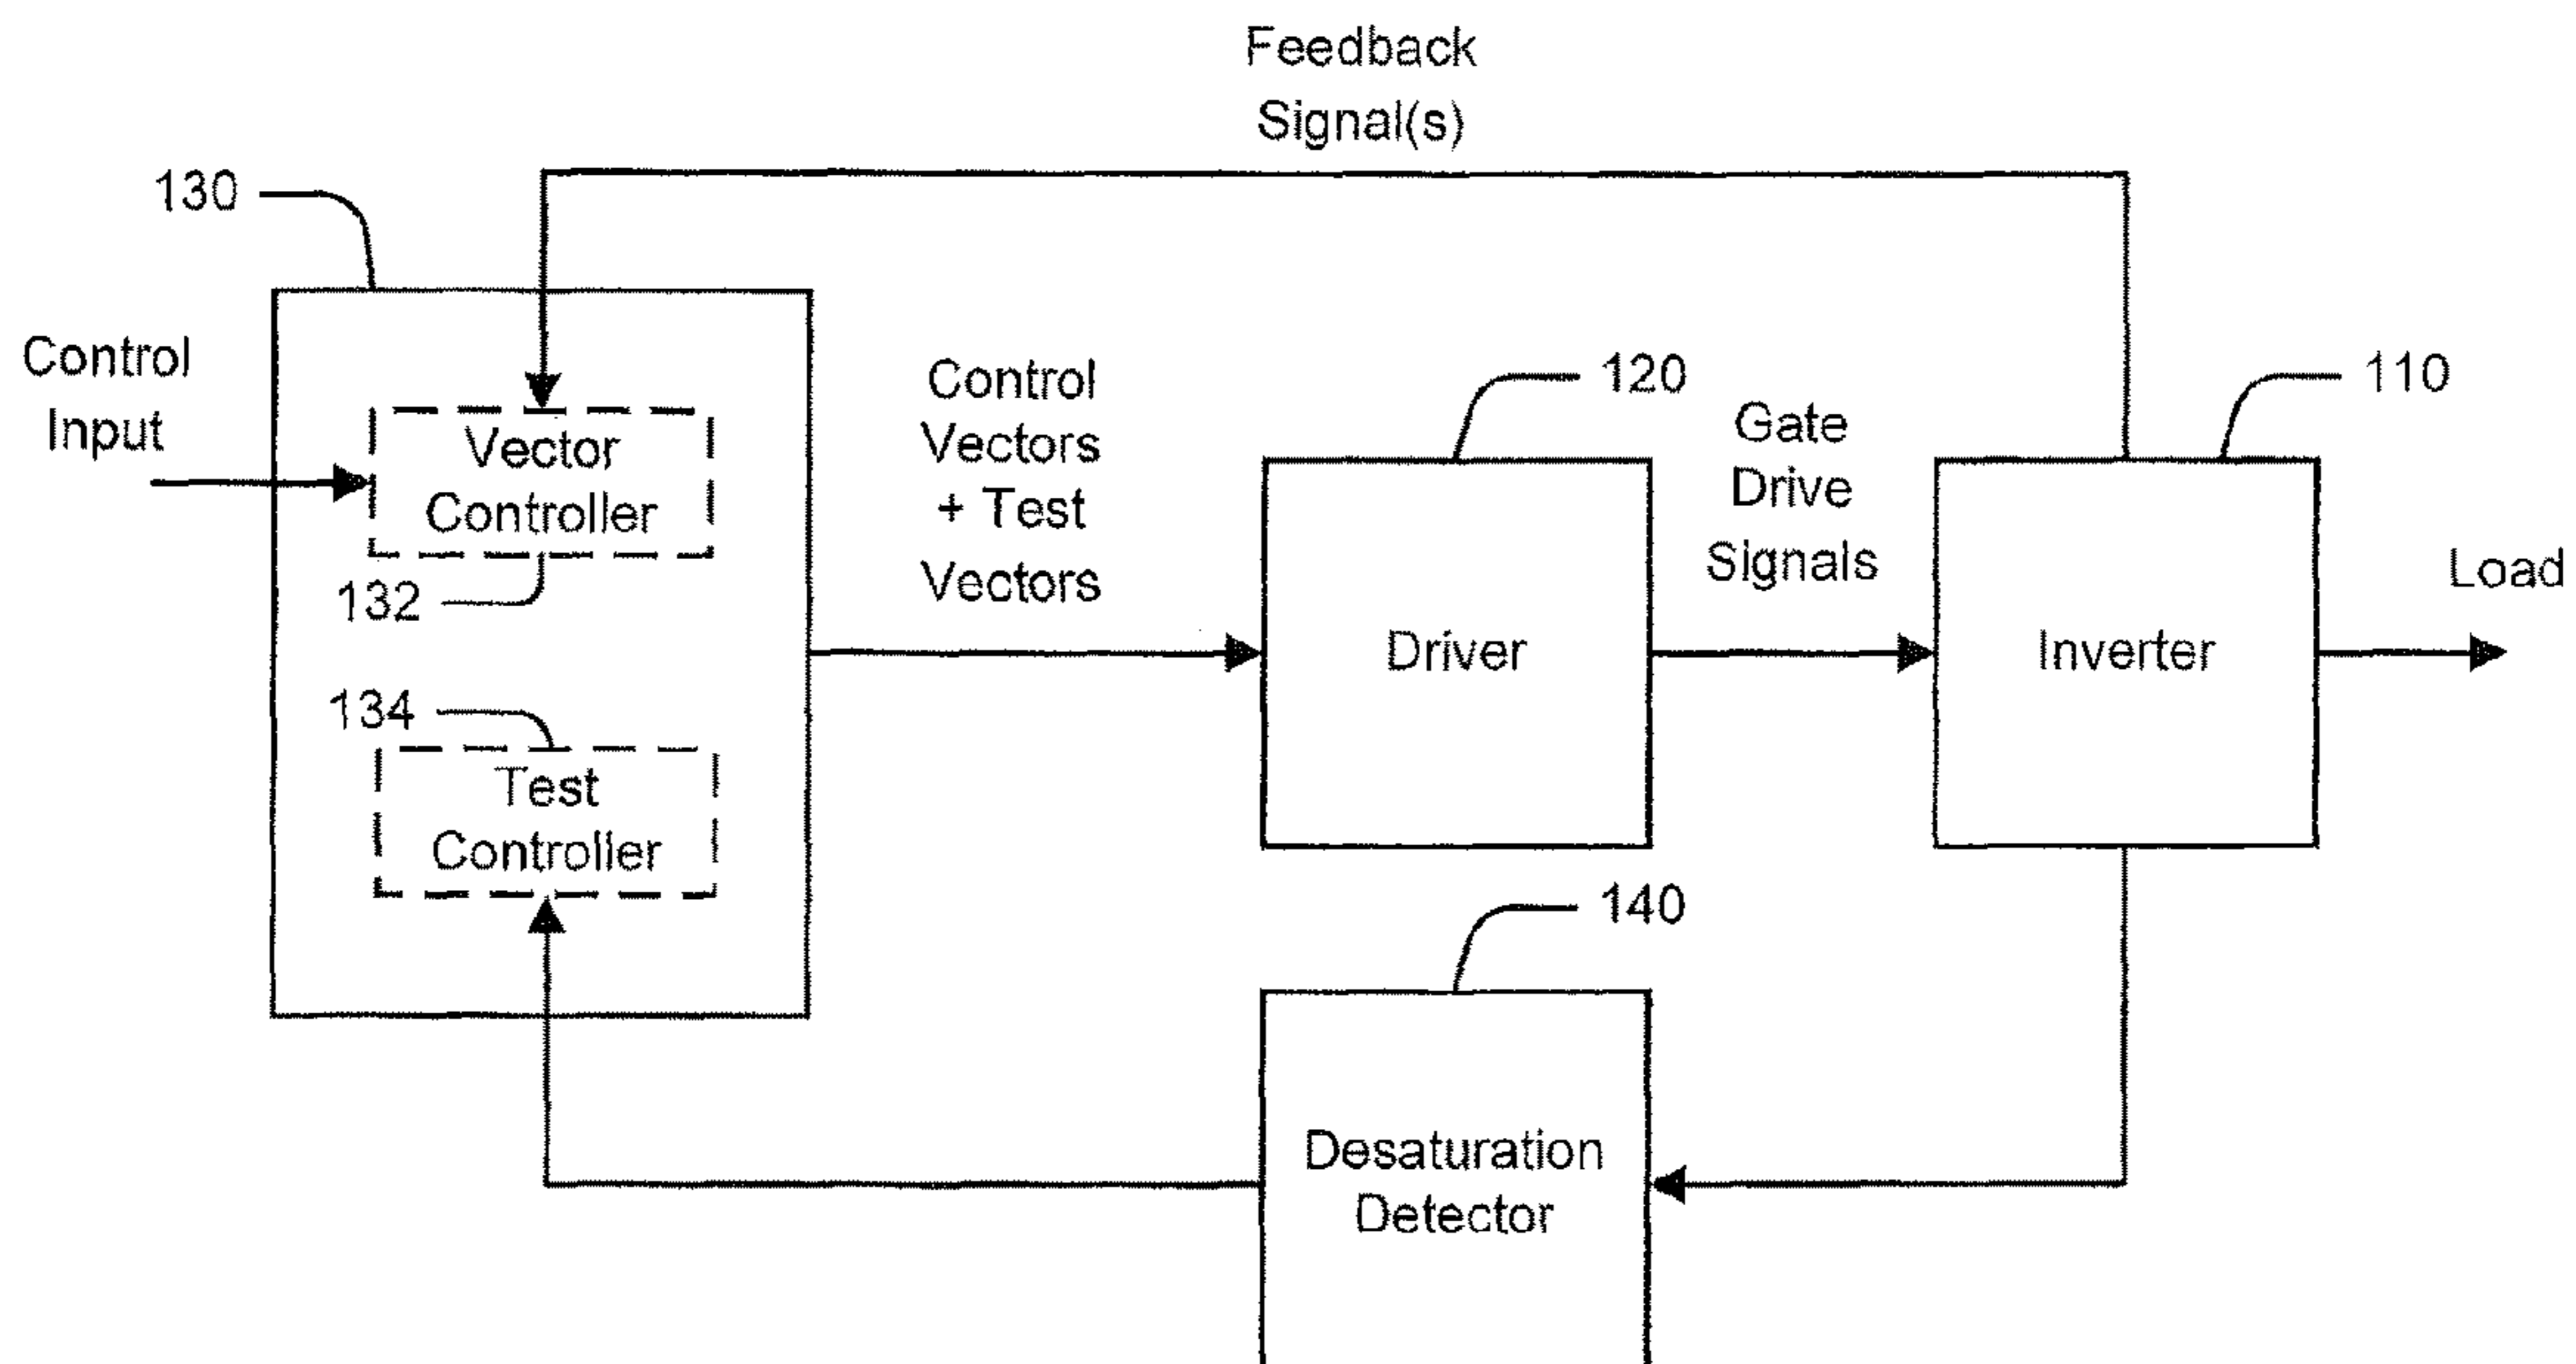 Feedback
Signal(s)
130
Control
Input
Vector
Controller
132
134
Test
Controller
Control
Vectors
+ Test
Vectors
120
Driver
Gate
Drive
Signals
110
Inverter
Load
140
Desaturation
Detector